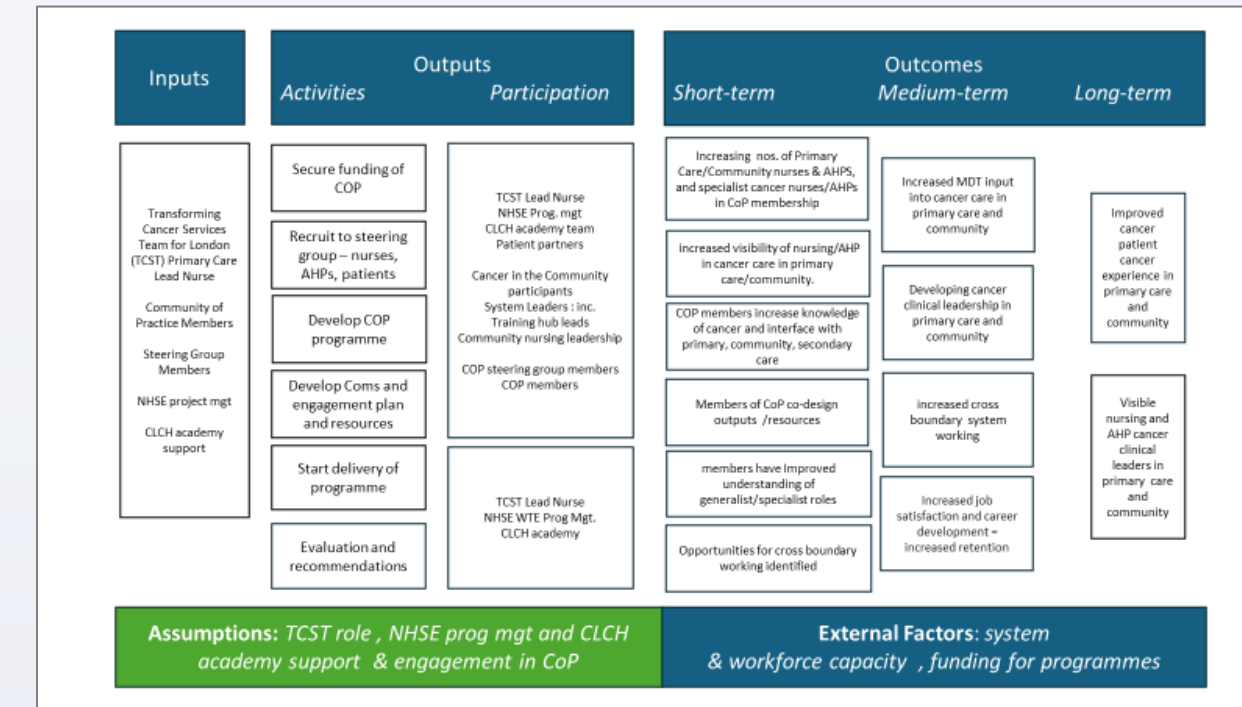 Inputs
Outputs
Activities
Participation
Outcomes
Short-term
Medium-term
Long-term
Transforming
Cancer Services
Team for London
(TCST) Primary Care
Lead Nurse
Community of
Practice Members
Steering Group
Members
NHSE project mgt
CLCH academy
support
Secure funding of
COP
Recruit to steering
group – nurses,
AHPs, patients
Develop COP
programme
Develop Coms and
engagement plan
and resources
Start delivery of
programme
Evaluation and
recommendations
TCST Lead Nurse
NHSE Prog. mgt
CLCH academy team
Patient partners
Cancer in the Community
participants
System Leaders : inc.
Training hub leads
Community nursing leadership
COP steering group members
COP members
TCST Lead Nurse
NHSE WTE Prog Mgt.
CLCH academy
Increasing nos. of Primary
Care/Community nurses & AHPS,
and specialist cancer nurses/AHPs
in CoP membership
increased visibility of nursing/AHP
in cancer care in primary
care/community.
COP members increase knowledge
of cancer and interface with
primary, community, secondary
care
Members of CoP co-design
outputs /resources
members have Improved
understanding of
generalist/specialist roles
Opportunities for cross boundary
working identified
Increased MDT input
into cancer care in
primary care and
community
Developing cancer
clinical leadership in
primary care and
community
increased cross
boundary system
working
Increased job
satisfaction and career
development –
increased retention
Improved
cancer
patient
cancer
experience in
primary care
and
community
Visible
nursing and
AHP cancer
clinical
leaders in
primary care
and
community
Assumptions: TCST role , NHSE prog mgt and CLCH
academy support & engagement in CoP
External Factors: system
& workforce capacity , funding for programmes